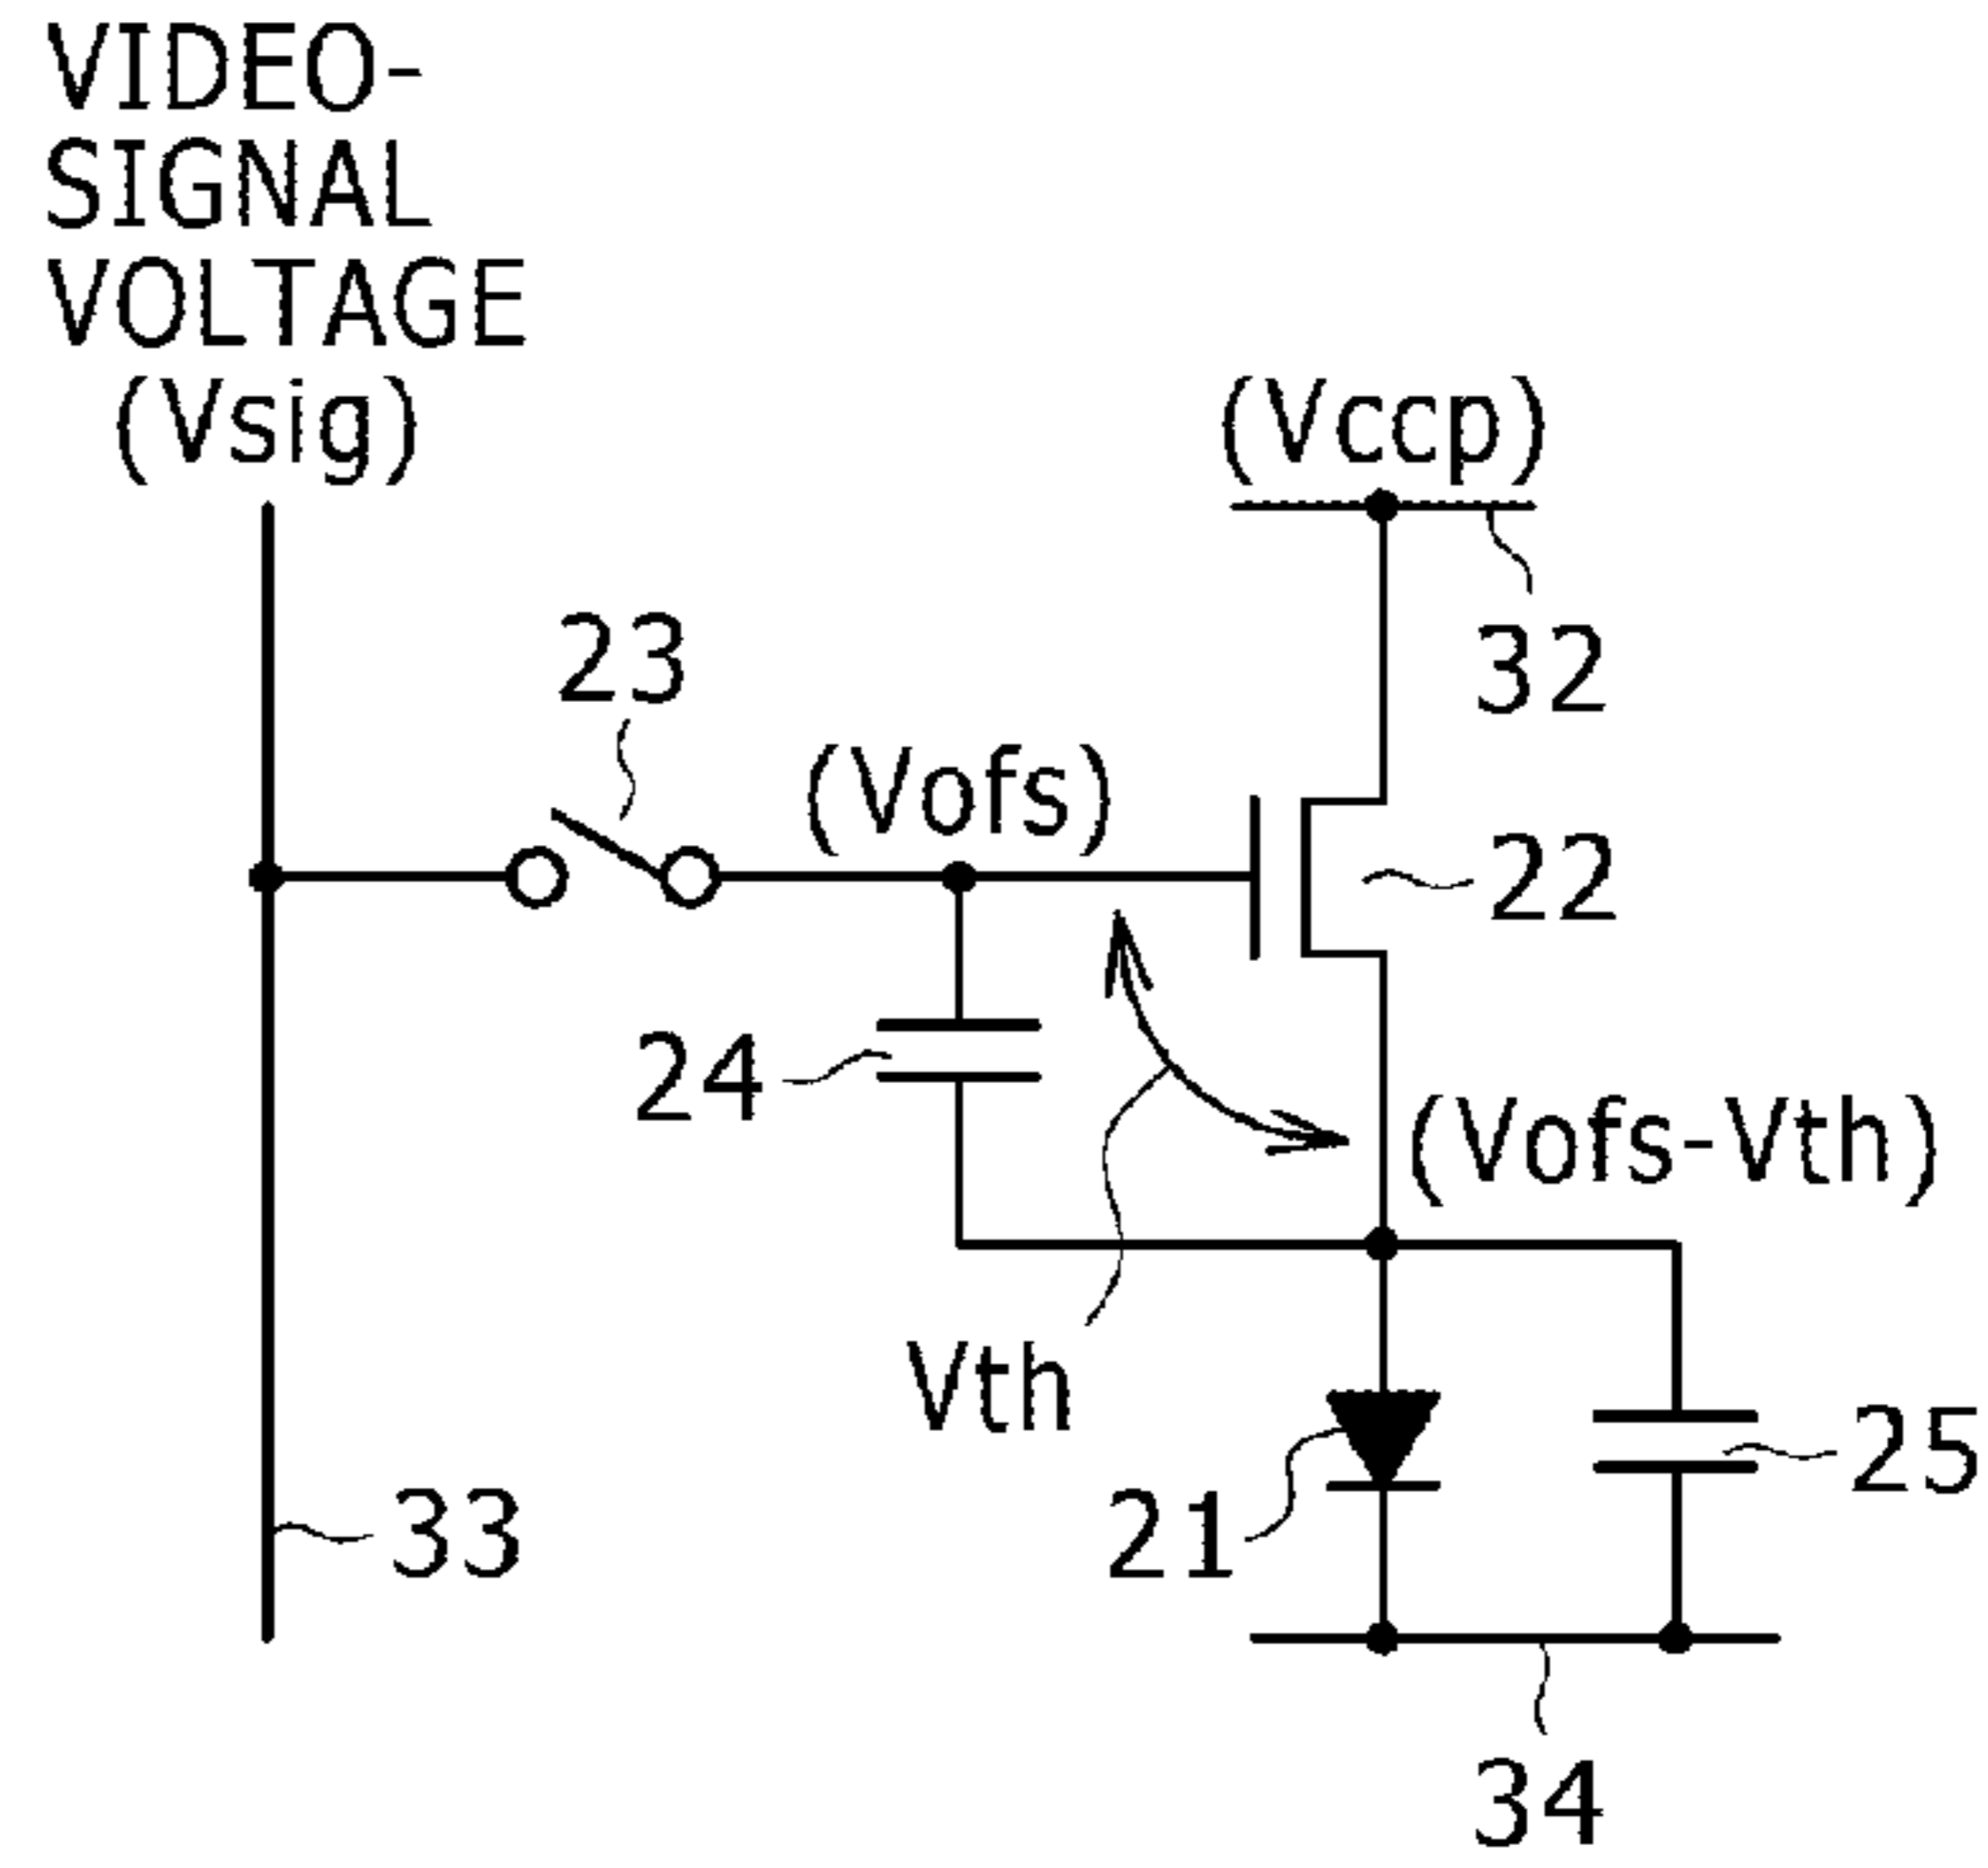 VIDEO-
SIGNAL
VOLTAGE
(Vsig)
(Vccp)
32
23
(Vofs)
22
24
(Vofs-Vth)
Vth
21
25
33
34